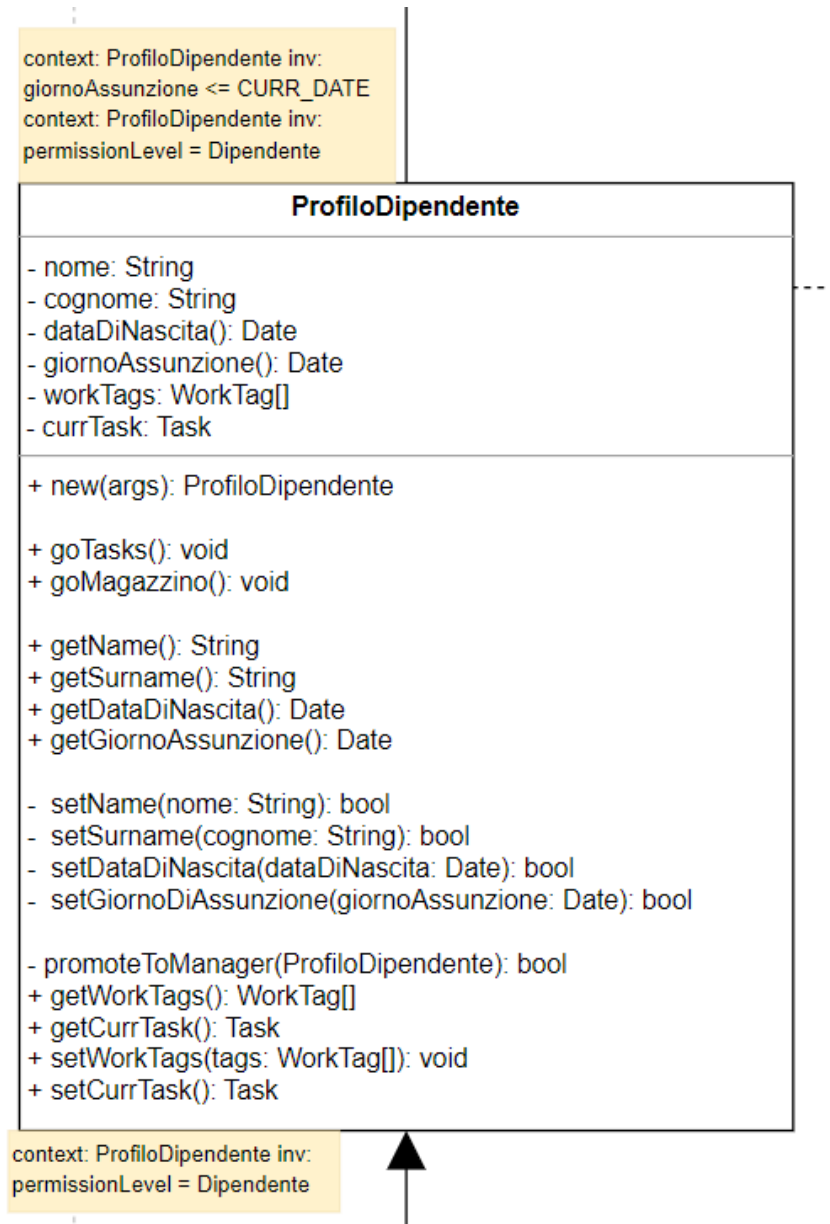 context: ProfiloDipendente inv:
giornoAssunzione <= CURR_DATE
context: ProfiloDipendente inv:
permissionLevel = Dipendente
ProfiloDipendente
- nome: String
- cognome: String
- dataDiNascita(): Date
- giornoAssunzione(): Date
- workTags: WorkTag[]
- currTask: Task
+ new(args): ProfiloDipendente
+ goTasks(): void
+ goMagazzino(): void
+ getName(): String
+ getSurname(): String
+ getDataDiNascita(): Date
+ getGiornoAssunzione(): Date
- setName(nome: String): bool
- setSurname(cognome: String): bool
- setDataDiNascita(dataDiNascita: Date): bool
- setGiornoDiAssunzione(giornoAssunzione: Date): bool
- promoteToManager(ProfiloDipendente): bool
+ getWorkTags(): WorkTag[]
+ getCurrTask(): Task
+ setWorkTags(tags: WorkTag[]): void
+ setCurrTask(): Task
context: ProfiloDipendente inv:
permissionLevel = Dipendente